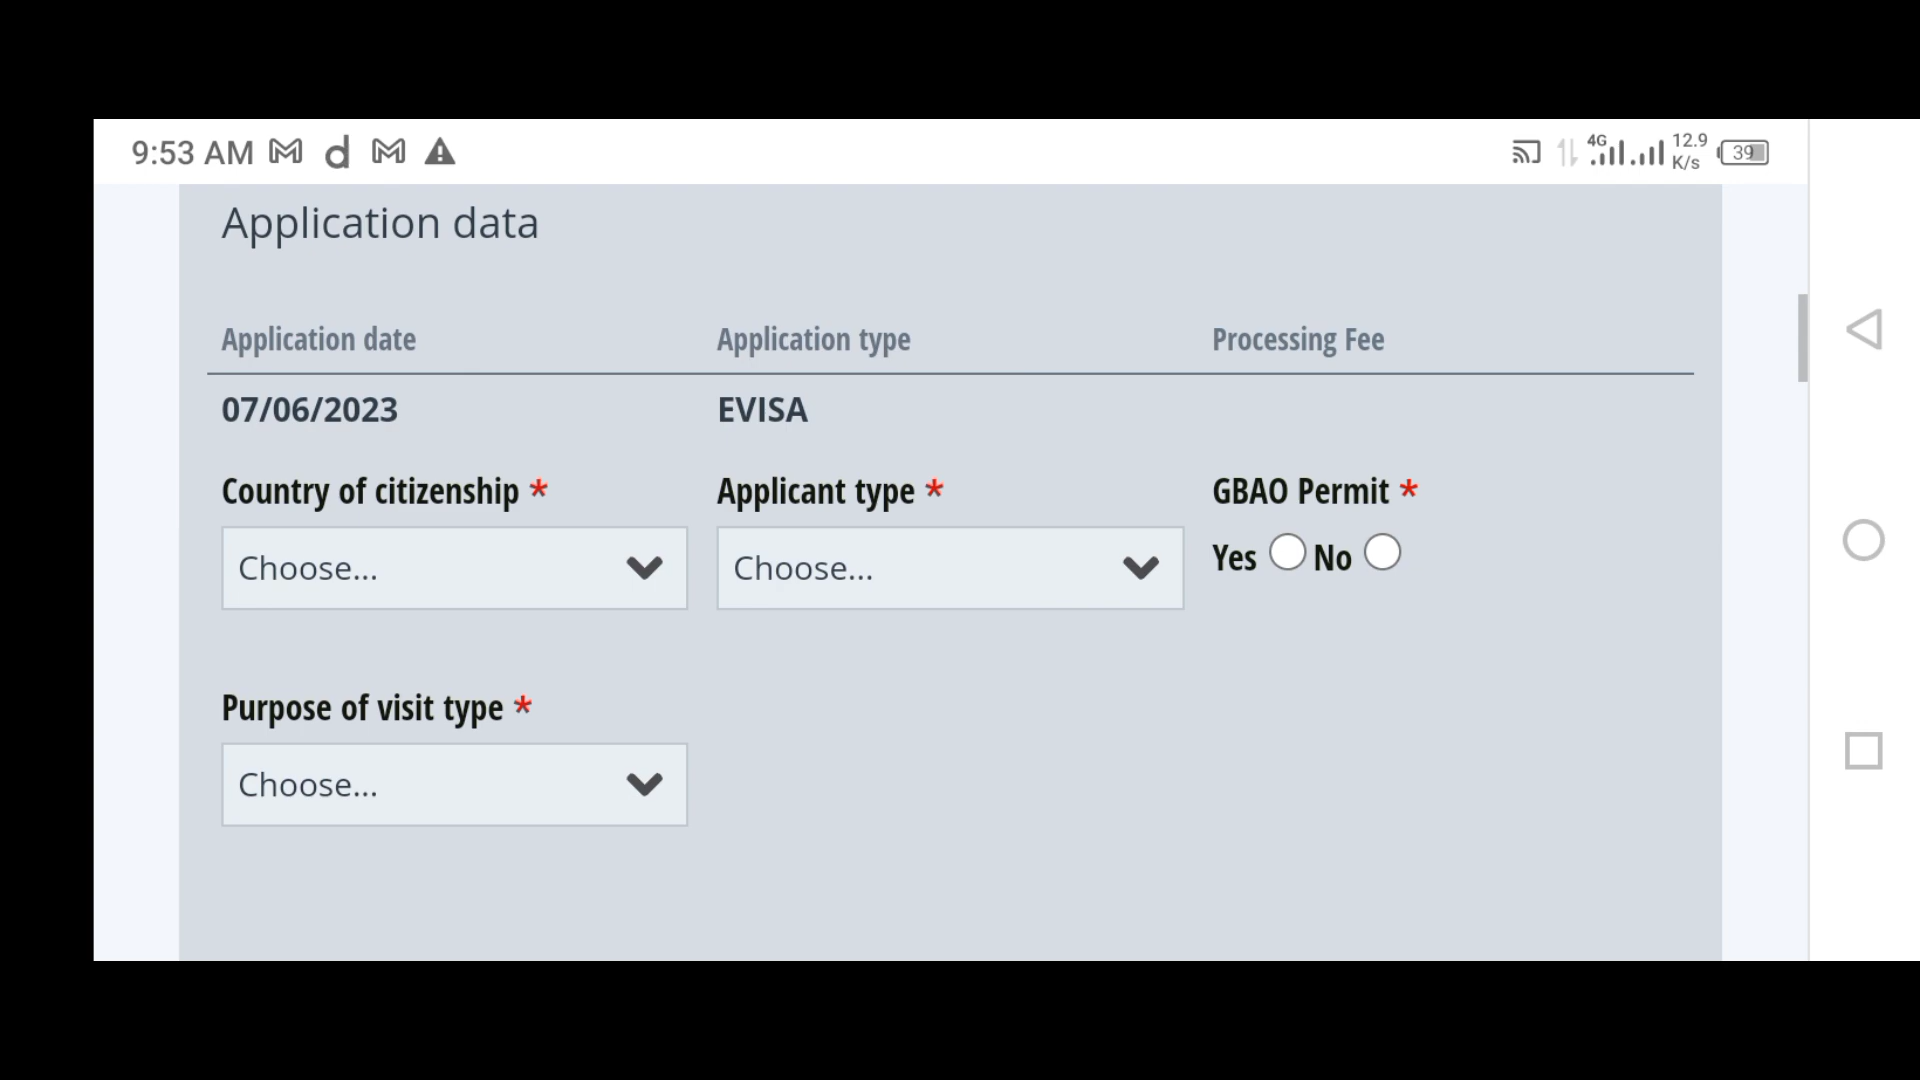 9:53 AM
4G 12.9 K/s 39
Application data
Application date Application type Processing Fee
07/06/2023 EVISA
Country of citizenship * Applicant type * GBAO Permit *
Choose... Choose... Yes No
Purpose of visit type *
Choose...